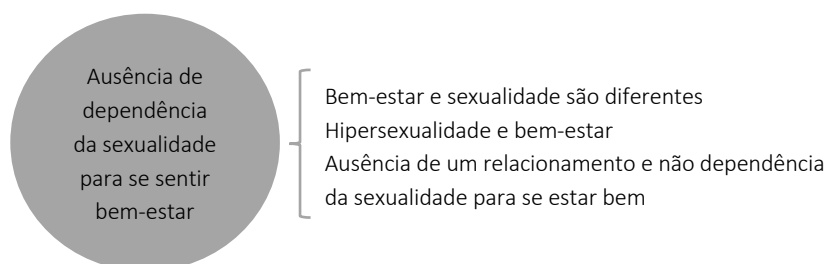 Ausência de
dependência
da sexualidade
para se sentir
bem-estar
Bem-estar e sexualidade são diferentes
Hipersexualidade e bem-estar
Ausência de um relacionamento e não dependência
da sexualidade para se estar bem